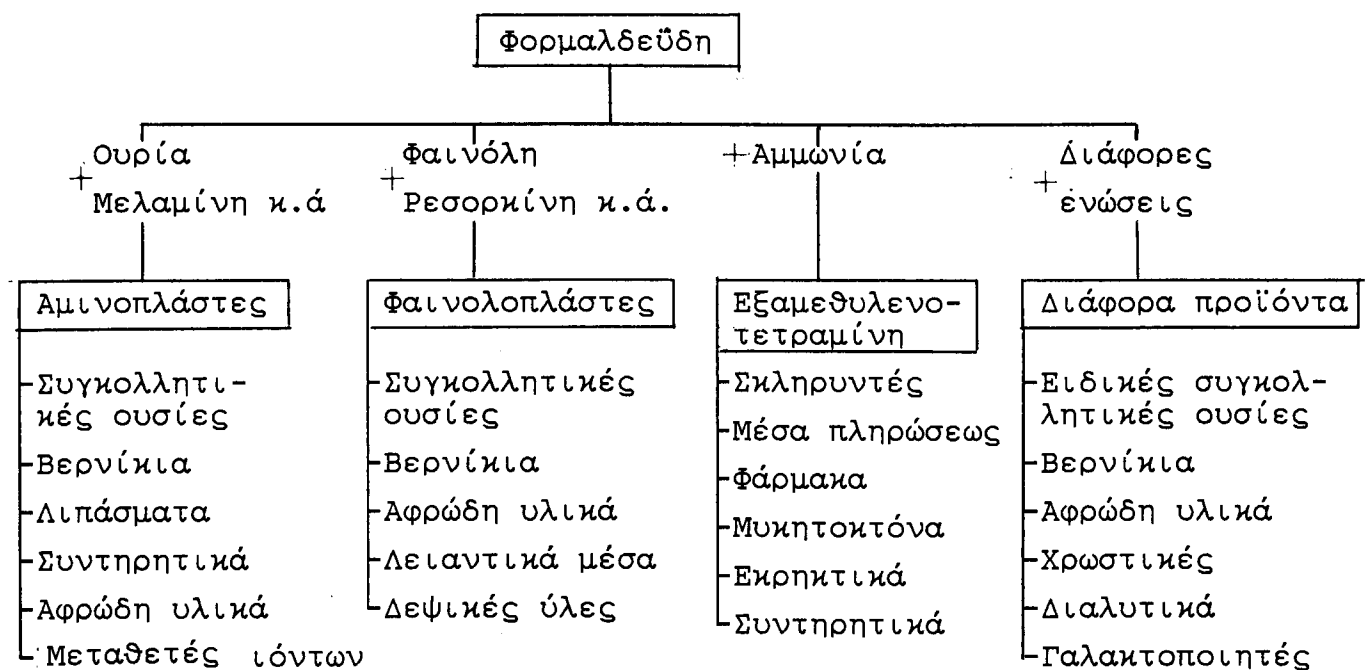 Φορμαλδεΰδη
+ Ουρία
Μελαμίνη κ.ά
+ Φαινόλη
Ρεσορκίνη κ.ά.
+ Αμμωνία
+ Διάφορες
ενώσεις
Αμινοπλάστες
-Συγκολλητι-
κές ουσίες
-Βερνίκια
-Λιπάσματα
-Συντηρητικά
-Αφρώδη υλικά
-Μεταθετές ιόντων
Φαινολοπλάστες
-Συγκολλητικές
ουσίες
-Βερνίκια
-Αφρώδη υλικά
-Λειαντικά μέσα
-Δεψικές ύλες
Εξαμεθυλενο-
τετραμίνη
-Σκληρυντές
-Μέσα πληρώσεως
-Φάρμακα
-Μυκητοκτόνα
-Εκρηκτικά
-Συντηρητικά
Διάφορα προϊόντα
-Ειδικές συγκολ-
λητικές ουσίες
-Βερνίκια
-Αφρώδη υλικά
-Χρωστικές
-Διαλυτικά
-Γαλακτοποιητές